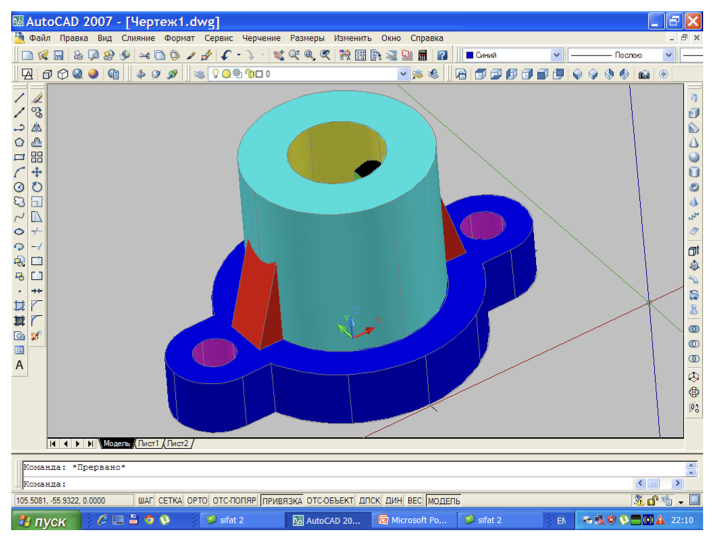 AutoCAD 2007 - [Чертеж1.dwg]
Файл Правка Вид Слияние Формат Сервис Черчение Размеры Изменить Окно Справка
Синий Послою
0
Z
Y
X
A
Модель Лист1 Лист2
Команда: *Прервано*
Команда:
105.5081, -55.9322, 0.0000 ШАГ СЕТКА ОРТО ОТС-ПОЛЯР ПРИВЯЗКА ОТС-ОБЪЕКТ ДПСК ДИН ВЕС МОДЕЛЬ
пуск sifat 2 AutoCAD 20... Microsoft Po... sifat 2 EN 22:10